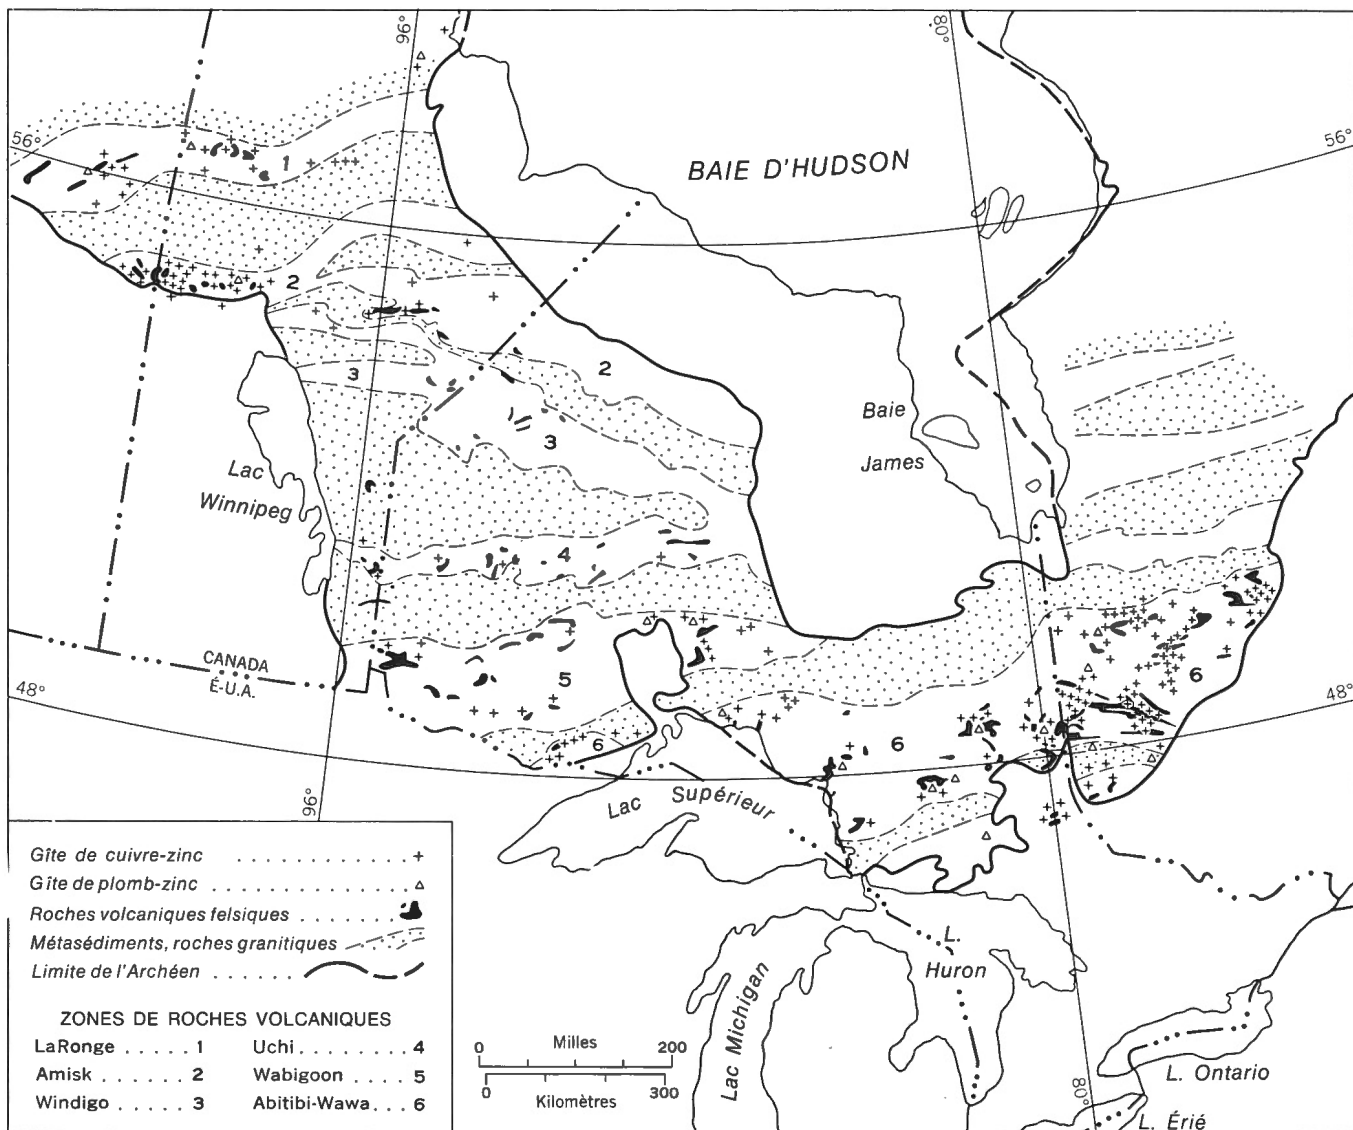 96°
80°
56°
56°
BAIE D'HUDSON
1
2
2
3
3
Baie
James
Lac
Winnipeg
4
CANADA
É-U.A.
5
6
48°
48°
6
6
96°
Lac Supérieur
Gîte de cuivre-zinc . . . . . . . . . . . . +
Gîte de plomb-zinc . . . . . . . . . . . . . △
Roches volcaniques felsiques . . . . . . .
Métasédiments, roches granitiques
Limite de l'Archéen . . . . . .
ZONES DE ROCHES VOLCANIQUES
LaRonge . . . . . 1 Uchi . . . . . . . . 4
Amisk . . . . . . . 2 Wabigoon . . . . 5
Windigo . . . . . 3 Abitibi-Wawa . . . 6
0 Milles 200
0 Kilomètres 300
Lac Michigan
L.
Huron
80°
L. Ontario
L. Érié